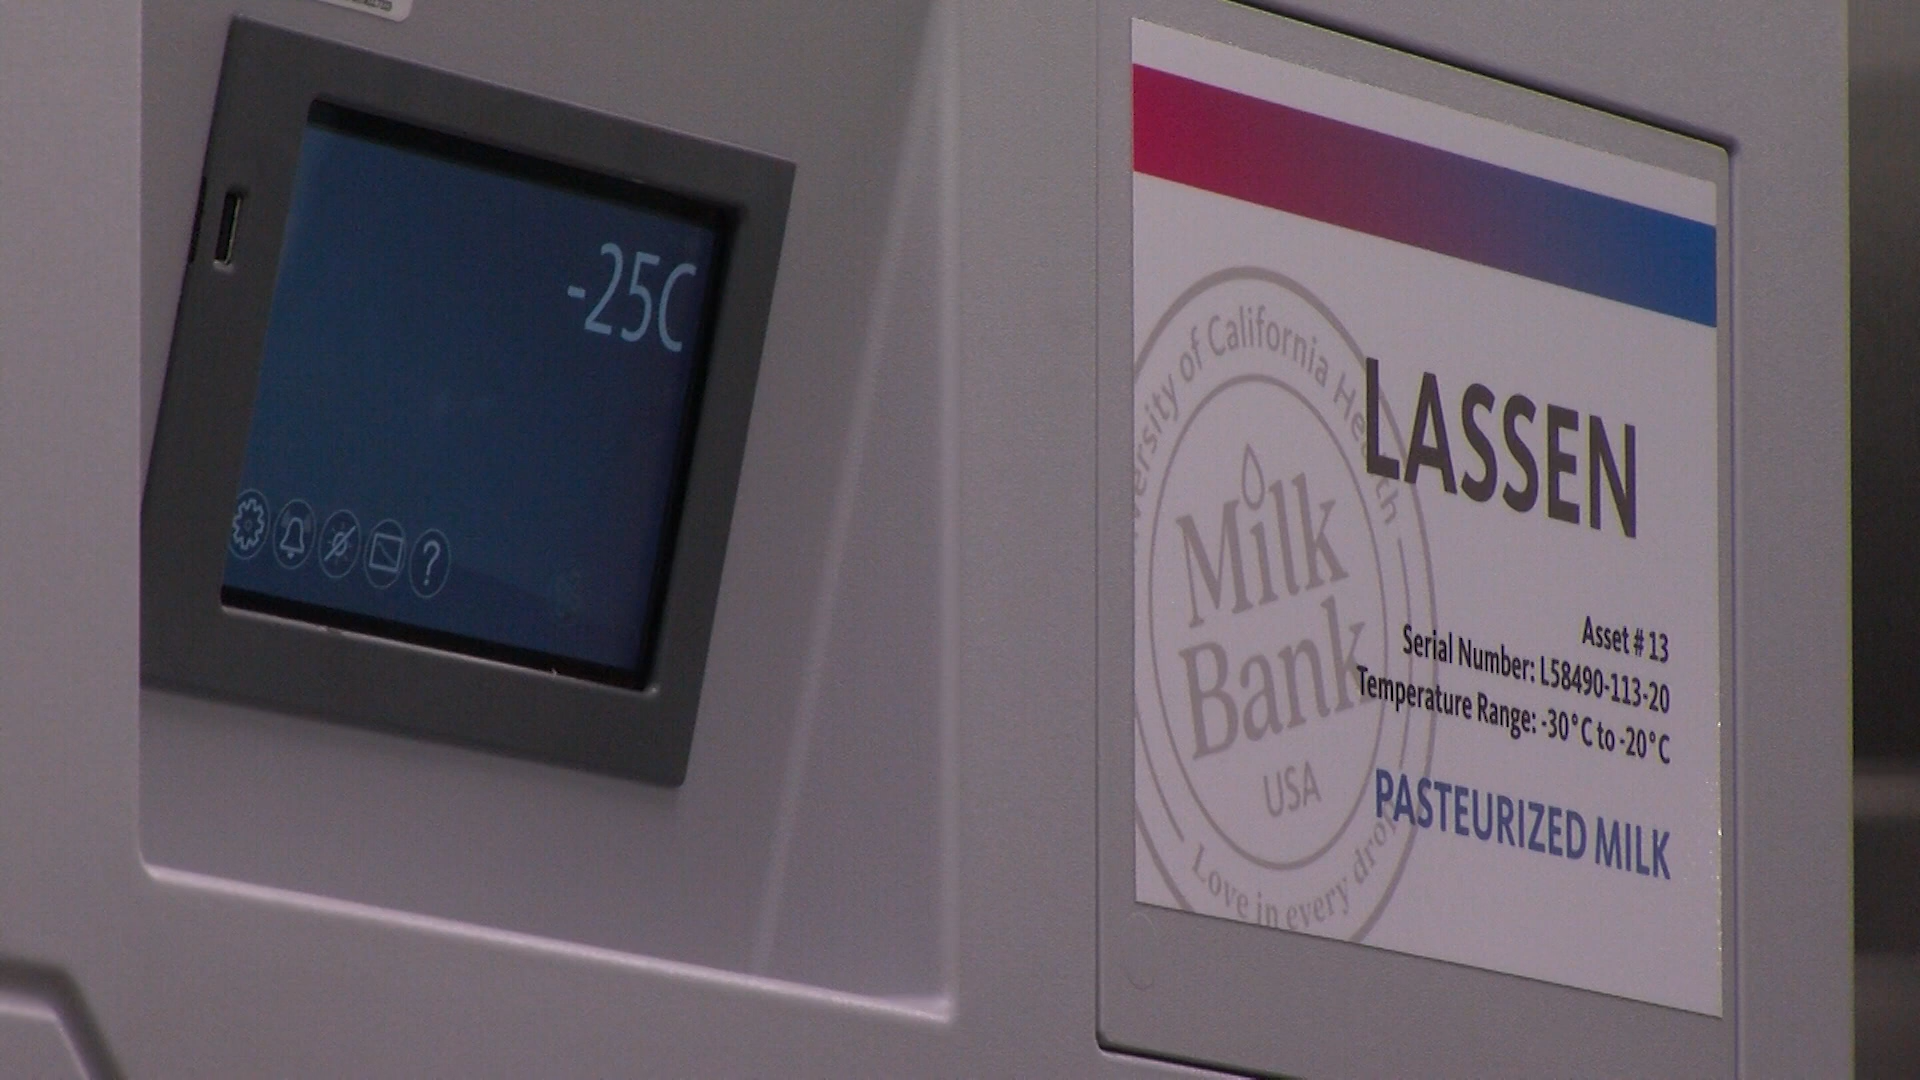 -25C
?
University of California Health
LASSEN
Milk
Bank
USA
Love in every drop
Asset # 13
Serial Number: L58490-113-20
Temperature Range: -30°C to -20°C
PASTEURIZED MILK